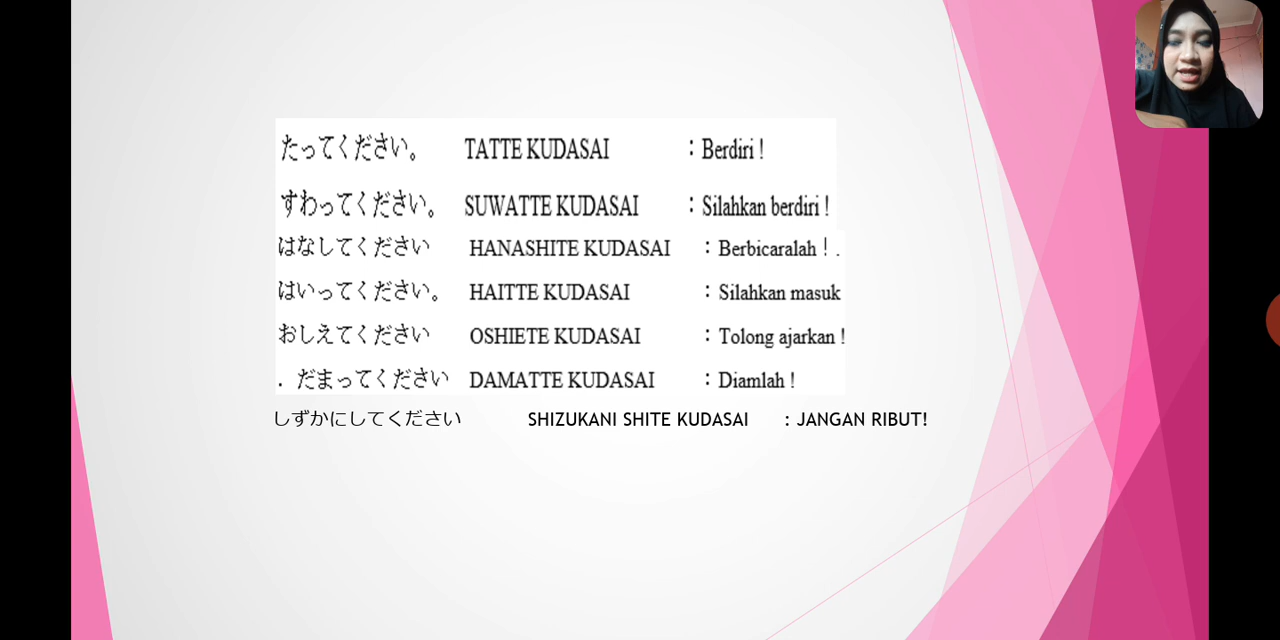 たってください。 TATTE KUDASAI : Berdiri !
すわってください。 SUWATTE KUDASAI : Silahkan berdiri !
はなしてください HANASHITE KUDASAI : Berbicaralah ! .
はいってください。 HAITTE KUDASAI : Silahkan masuk
おしえてください OSHIETE KUDASAI : Tolong ajarkan !
. だまってください DAMATTE KUDASAI : Diamlah !
しずかにしてください SHIZUKANI SHITE KUDASAI : JANGAN RIBUT!